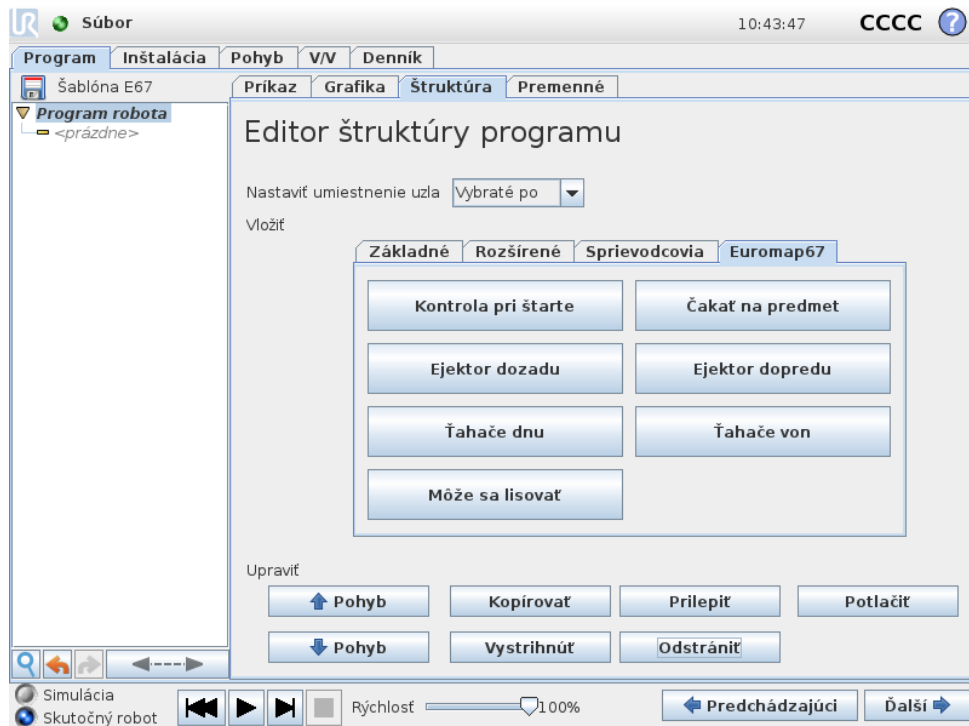 UR Súbor 10:43:47 CCCC ?
Program Inštalácia Pohyb V/V Denník
Šablóna E67
Príkaz Grafika Štruktúra Premenné
Program robota
<prázdne>
Editor štruktúry programu
Nastaviť umiestnenie uzla Vybraté po
Vložiť
Základné Rozšírené Sprievodcovia Euromap67
Kontrola pri štarte Čakať na predmet
Ejektor dozadu Ejektor dopredu
Ťahače dnu Ťahače von
Môže sa lisovať
Upraviť
Pohyb Kopírovať Prilepiť Potlačiť
Pohyb Vystrihnúť Odstrániť
Simulácia
Skutočný robot
Rýchlosť 100%
Predchádzajúci Ďalší